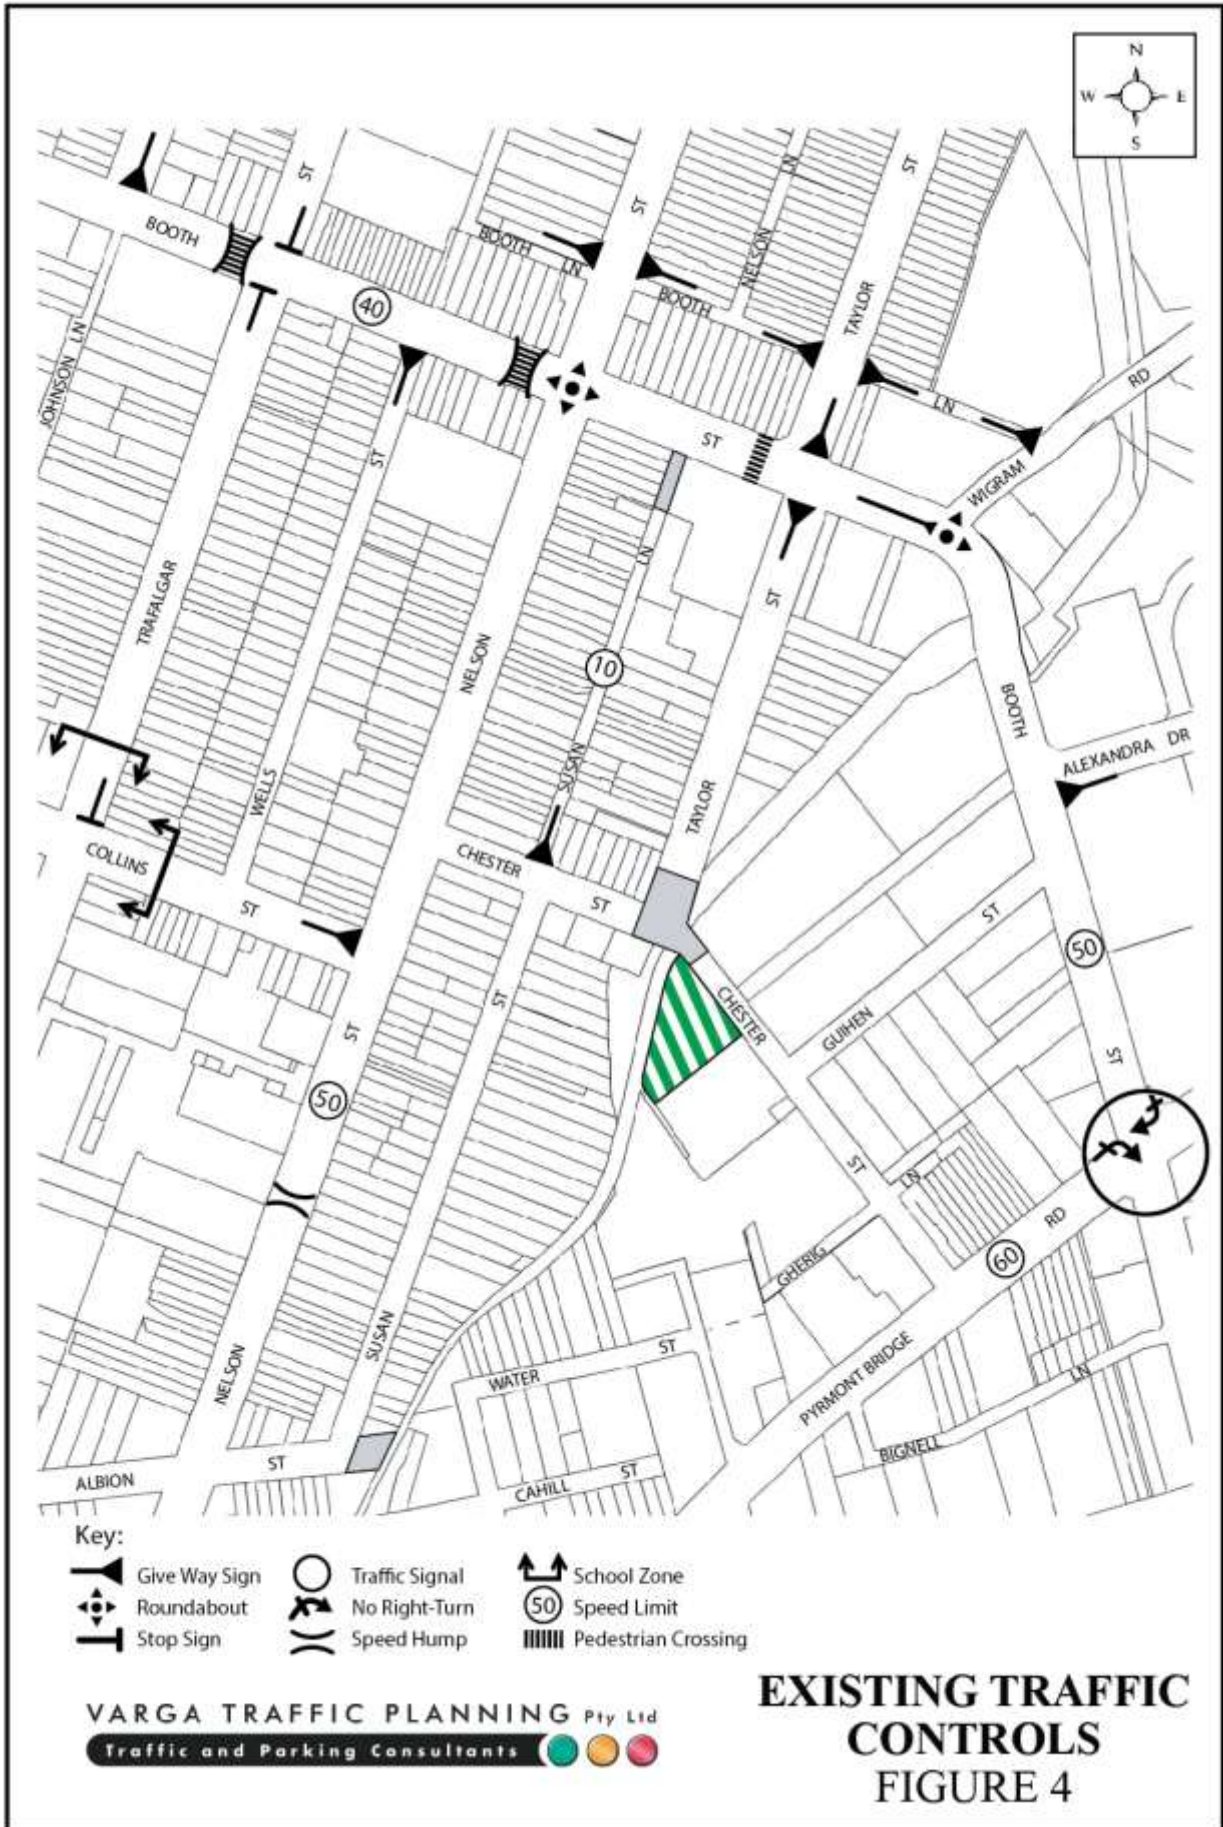 N
W E
S
ST
ST
ST
LN
BOOTH
BOOTH
LN
NELSON
40
BOOTH
TAYLOR
JOHNSON LN
RD
LN
ST
ST
WIGRAM
LN
TRAFALGAR
ST
NELSON
10
BOOTH
SUSAN
ALEXANDRA DR
WELLS
TAYLOR
COLLINS
CHESTER
ST
ST
ST
50
ST
CHESTER
GUIHEN
ST
ST
50
ST
LN
RD
GHERIG
60
SUSAN
NELSON
WATER
ST
PYRMONT BRIDGE
LN
BIGNELL
ALBION
ST
CAHILL
ST
Key:
Give Way Sign
Traffic Signal
School Zone
Roundabout
No Right-Turn
50 Speed Limit
Stop Sign
Speed Hump
Pedestrian Crossing
VARGA TRAFFIC PLANNING Pty Ltd
Traffic and Parking Consultants
EXISTING TRAFFIC
CONTROLS
FIGURE 4